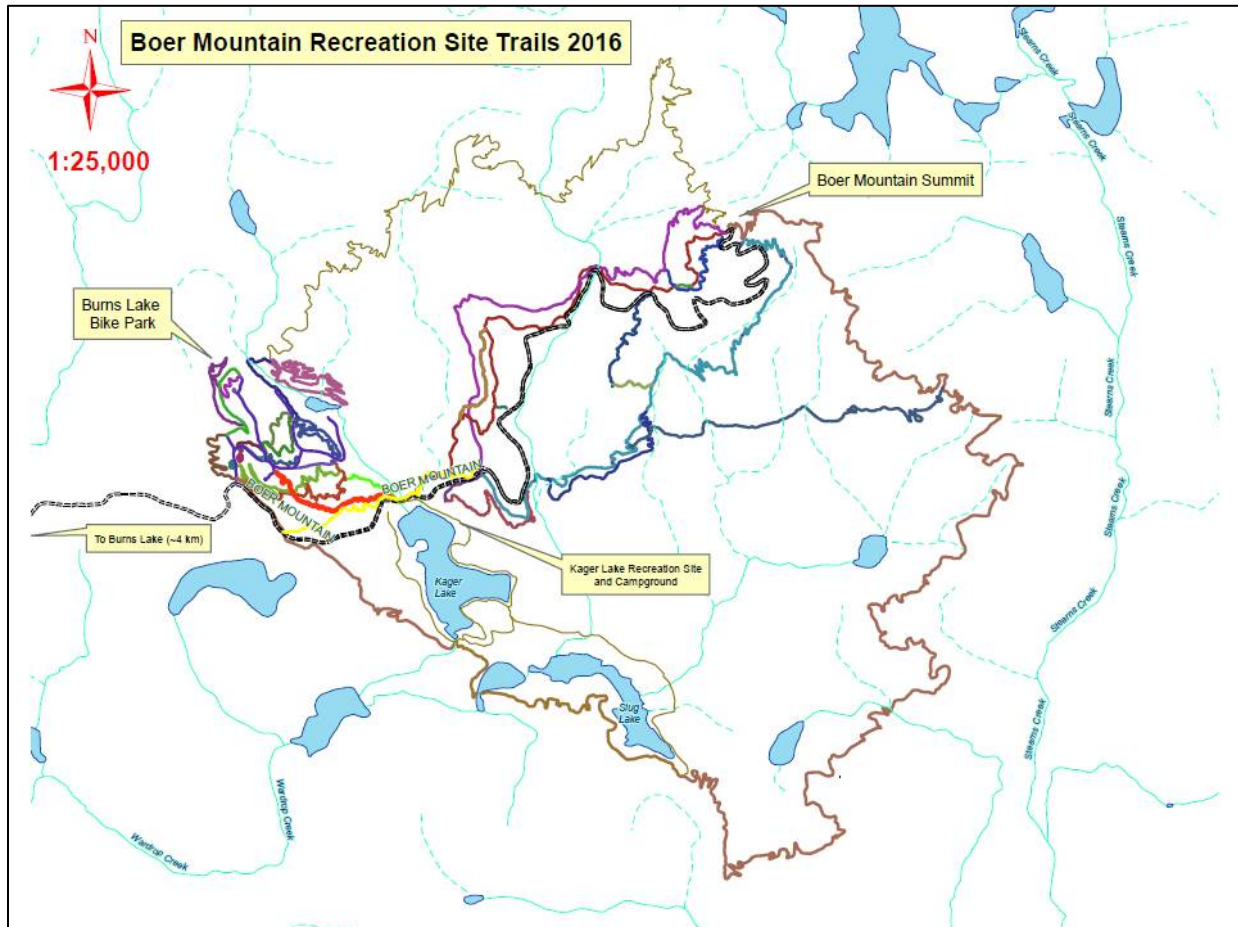 Boer Mountain Recreation Site Trails 2016
N
1:25,000
Stearns Creek
Stearns Creek
Boer Mountain Summit
Stearns Creek
Burns Lake
Bike Park
Stearns Creek
BOER MOUNTAIN
BOER MOUNTAIN
To Burns Lake (~4 km)
Kager Lake Recreation Site
and Campground
Kager
Lake
Stearns Creek
Slug
Lake
Stearns Creek
Wardrop Creek
Wardrop Creek